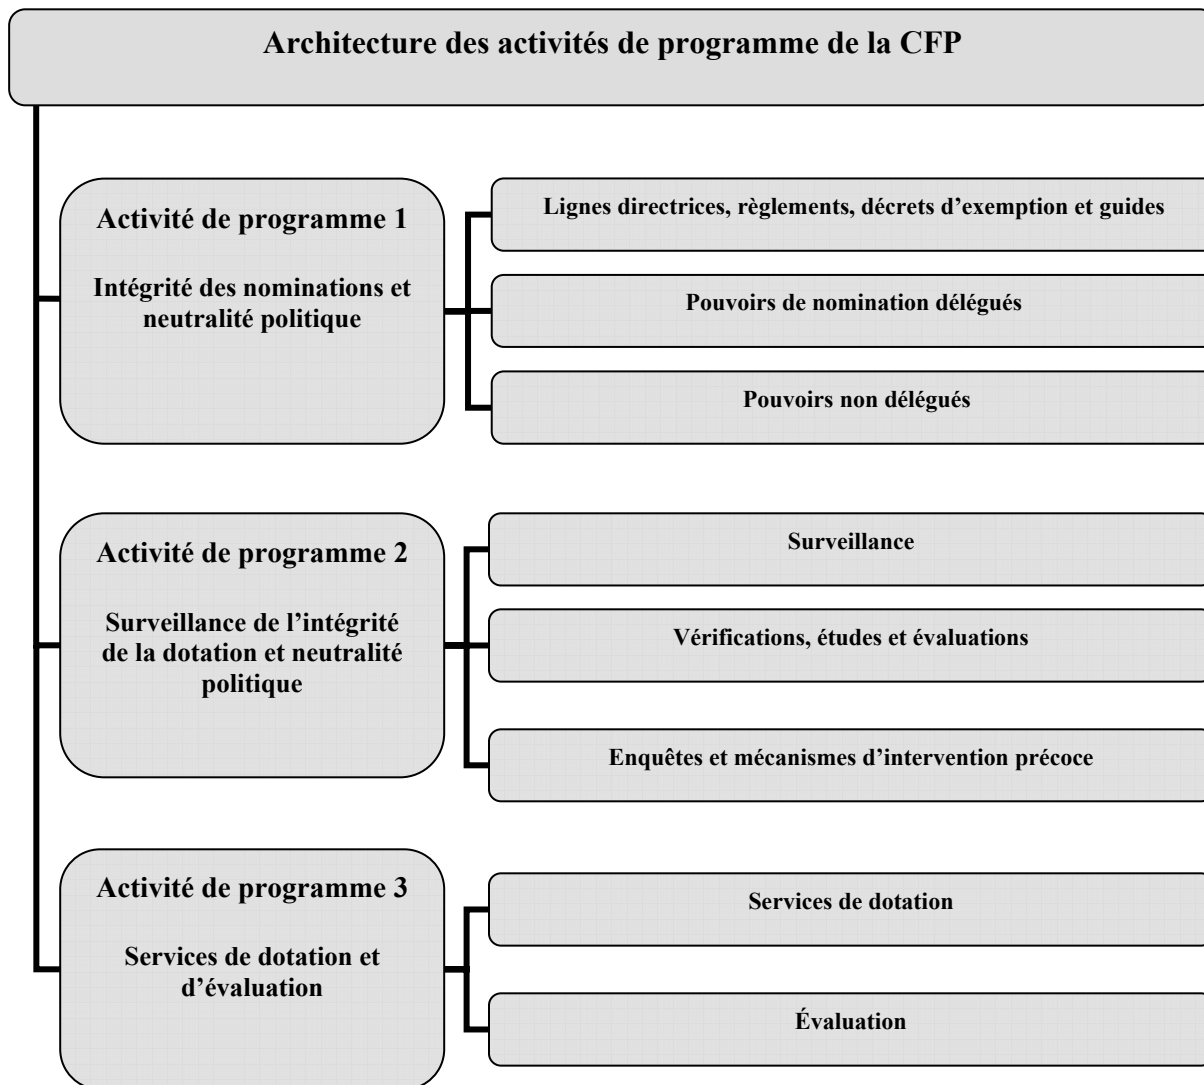 Architecture des activités de programme de la CFP
Activité de programme 1
Intégrité des nominations et
neutralité politique
Lignes directrices, règlements, décrets d’exemption et guides
Pouvoirs de nomination délégués
Pouvoirs non délégués
Activité de programme 2
Surveillance de l’intégrité
de la dotation et neutralité
politique
Surveillance
Vérifications, études et évaluations
Enquêtes et mécanismes d’intervention précoce
Activité de programme 3
Services de dotation et
d’évaluation
Services de dotation
Évaluation